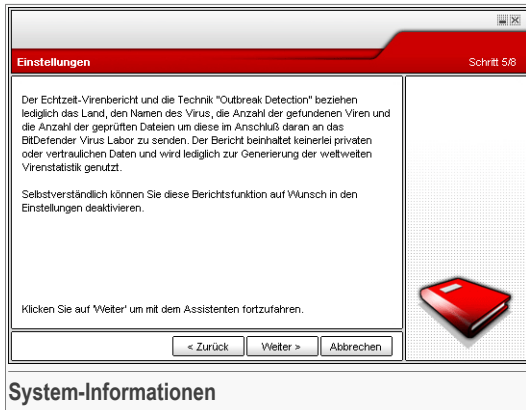 Einstellungen
Schritt 5/8
Der Echtzeit-Virenbericht und die Technik "Outbreak Detection" beziehen
lediglich das Land, den Namen des Virus, die Anzahl der gefundenen Viren und
die Anzahl der geprüften Dateien um diese im Anschluß daran an das
BitDefender Virus Labor zu senden. Der Bericht beinhaltet keinerlei privaten
oder vertraulichen Daten und wird lediglich zur Generierung der weltweiten
Virenstatistik genutzt.
Selbstverständlich können Sie diese Berichtsfunktion auf Wunsch in den
Einstellungen deaktivieren.
Klicken Sie auf 'Weiter' um mit dem Assistenten fortzufahren.
« Zurück
Weiter »
Abbrechen
System-Informationen